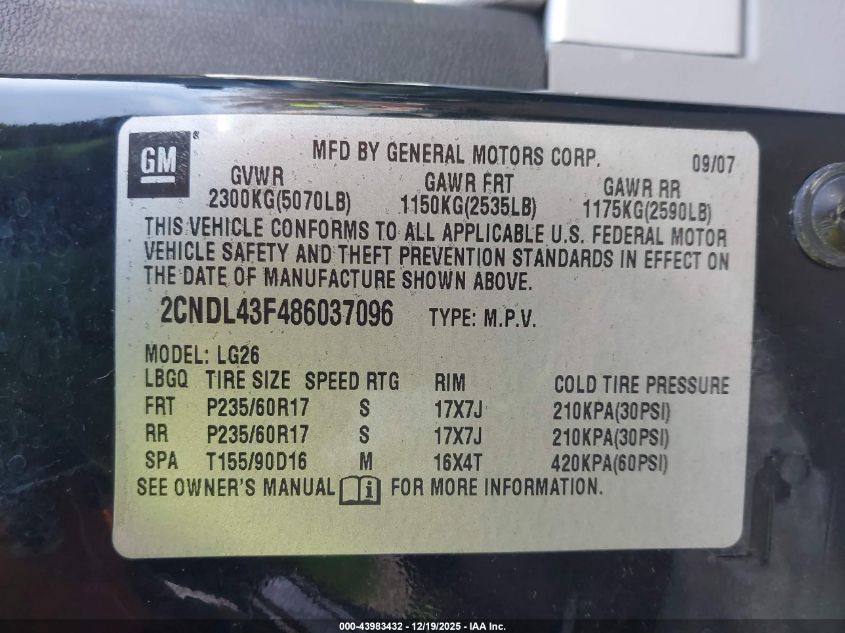 GM®
MFD BY GENERAL MOTORS CORP. 09/07
GVWR GAWR FRT GAWR RR
2300KG(5070LB) 1150KG(2535LB) 1175KG(2590LB)
THIS VEHICLE CONFORMS TO ALL APPLICABLE U.S. FEDERAL MOTOR
VEHICLE SAFETY AND THEFT PREVENTION STANDARDS IN EFFECT ON
THE DATE OF MANUFACTURE SHOWN ABOVE.
2CNDL43F486037096 TYPE: M.P.V.
MODEL: LG26
LBGQ TIRE SIZE SPEED RTG RIM COLD TIRE PRESSURE
FRT P235/60R17 S 17X7J 210KPA(30PSI)
RR P235/60R17 S 17X7J 210KPA(30PSI)
SPA T155/90D16 M 16X4T 420KPA(60PSI)
SEE OWNER'S MANUAL i FOR MORE INFORMATION.
000-43983432 - 12/19/2025 - IAA Inc.